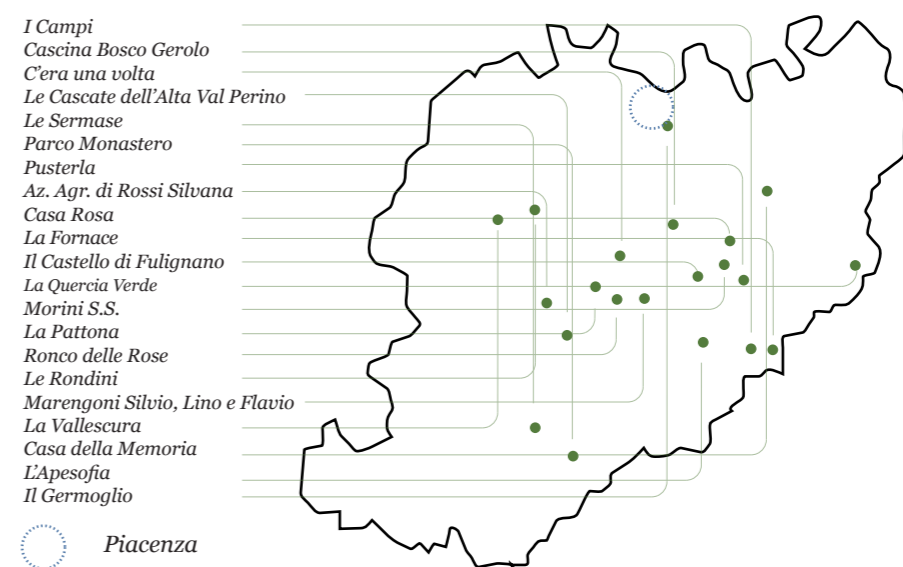 I Campi
Cascina Bosco Gerolo
C'era una volta
Le Cascate dell'Alta Val Perino
Le Sermase
Parco Monastero
Pusterla
Az. Agr. di Rossi Silvana
Casa Rosa
La Fornace
Il Castello di Fulignano
La Quercia Verde
Morini S.S.
La Pattona
Ronco delle Rose
Le Rondini
Marengoni Silvio, Lino e Flavio
La Vallescura
Casa della Memoria
L'Apesofia
Il Germoglio
Piacenza